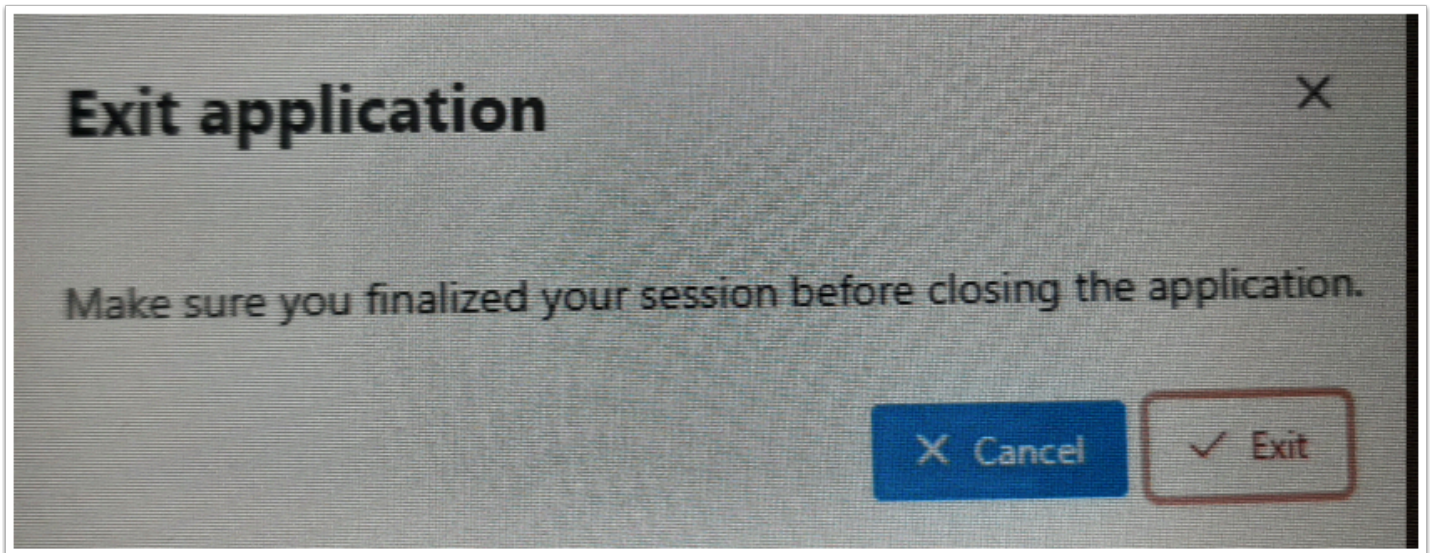 Exit application
Make sure you finalized your session before closing the application.
Cancel
Exit